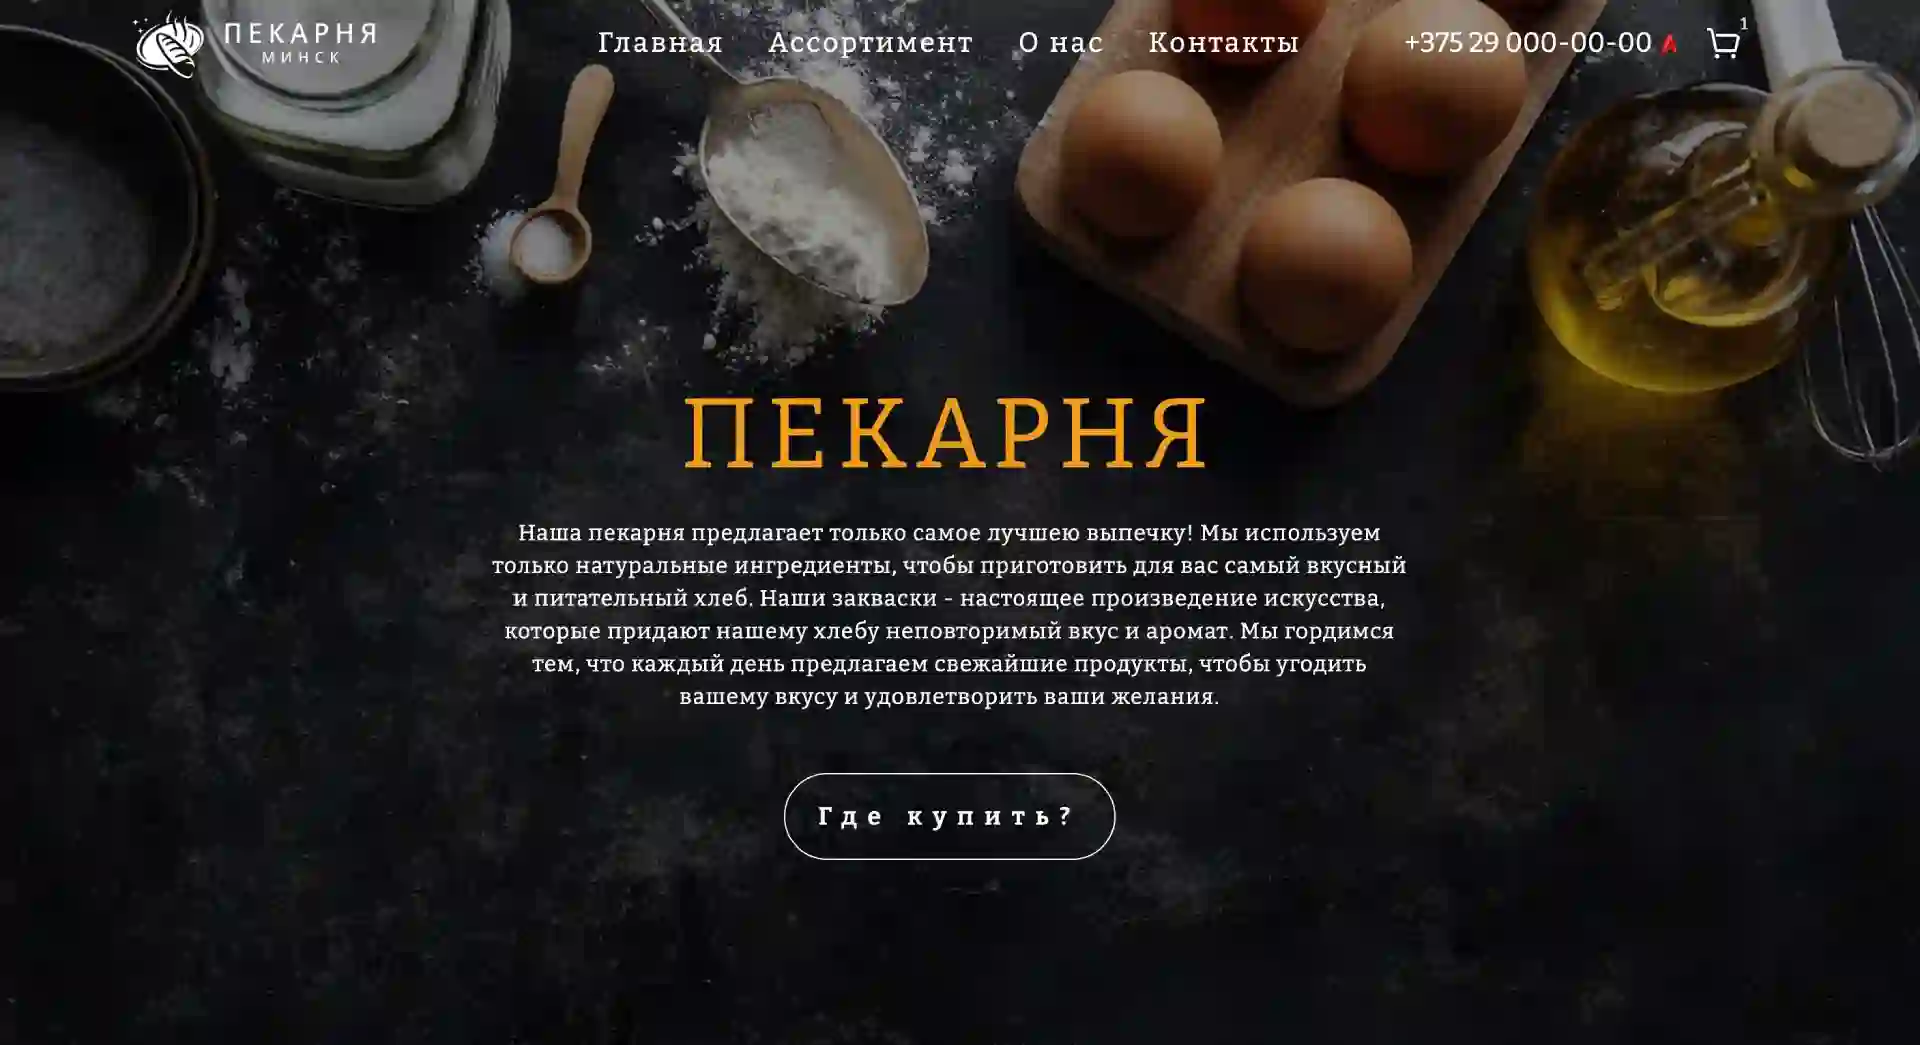 ПЕКАРНЯ
МИНСК
Главная Ассортимент О нас Контакты +375 29 000-00-00 1
ПЕКАРНЯ
Наша пекарня предлагает только самое лучшею выпечку! Мы используем
только натуральные ингредиенты, чтобы приготовить для вас самый вкусный
и питательный хлеб. Наши закваски - настоящее произведение искусства,
которые придают нашему хлебу неповторимый вкус и аромат. Мы гордимся
тем, что каждый день предлагаем свежайшие продукты, чтобы угодить
вашему вкусу и удовлетворить ваши желания.
Где купить?